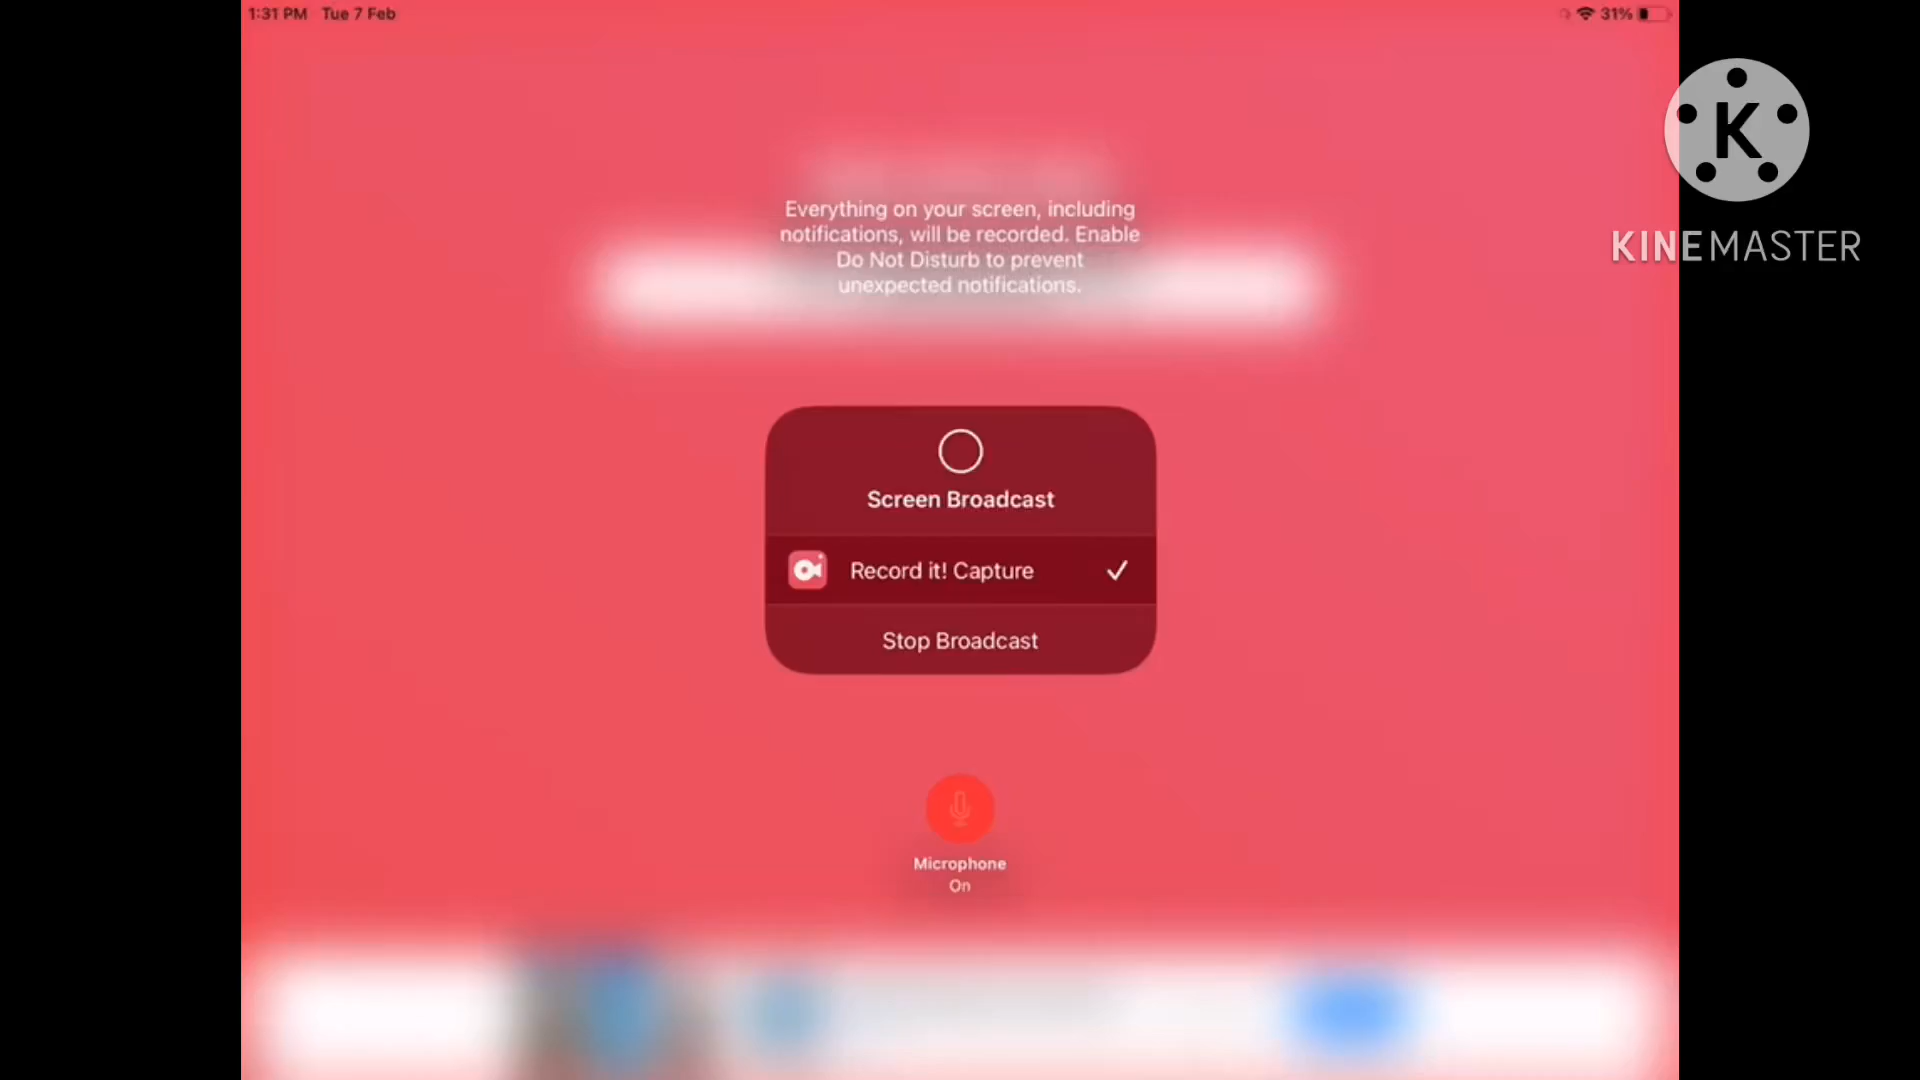 1:31 PM Tue 7 Feb
31%
K
KINEMASTER
Everything on your screen, including
notifications, will be recorded. Enable
Do Not Disturb to prevent
unexpected notifications.
Screen Broadcast
Record it! Capture
Stop Broadcast
Microphone
On